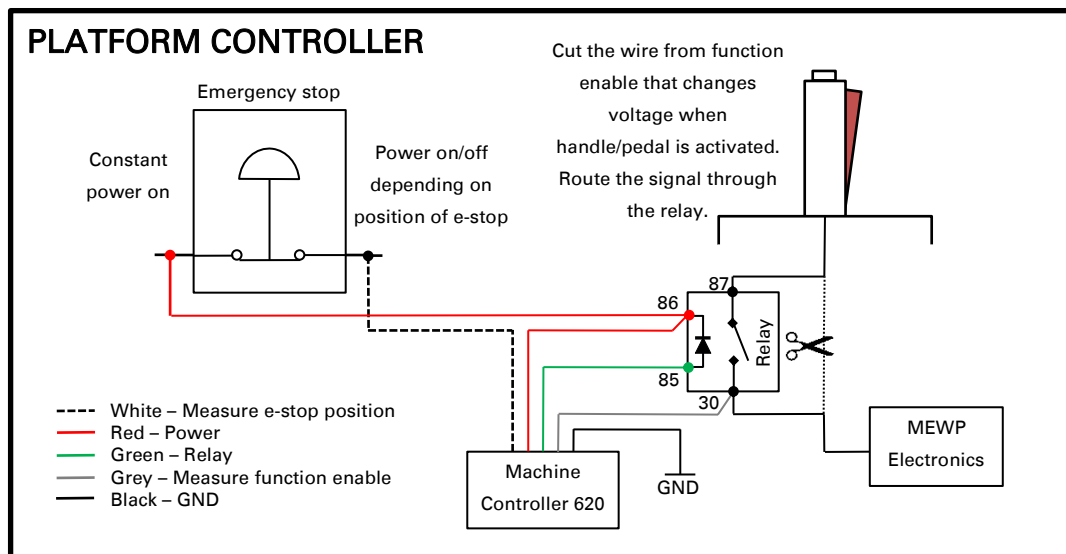 PLATFORM CONTROLLER
Emergency stop
Constant
power on
Power on/off
depending on
position of e-stop
Cut the wire from function
enable that changes
voltage when
handle/pedal is activated.
Route the signal through
the relay.
87
86
Relay
85
30
White – Measure e-stop position
Red – Power
Green – Relay
Grey – Measure function enable
Black – GND
Machine
Controller 620
GND
MEWP
Electronics